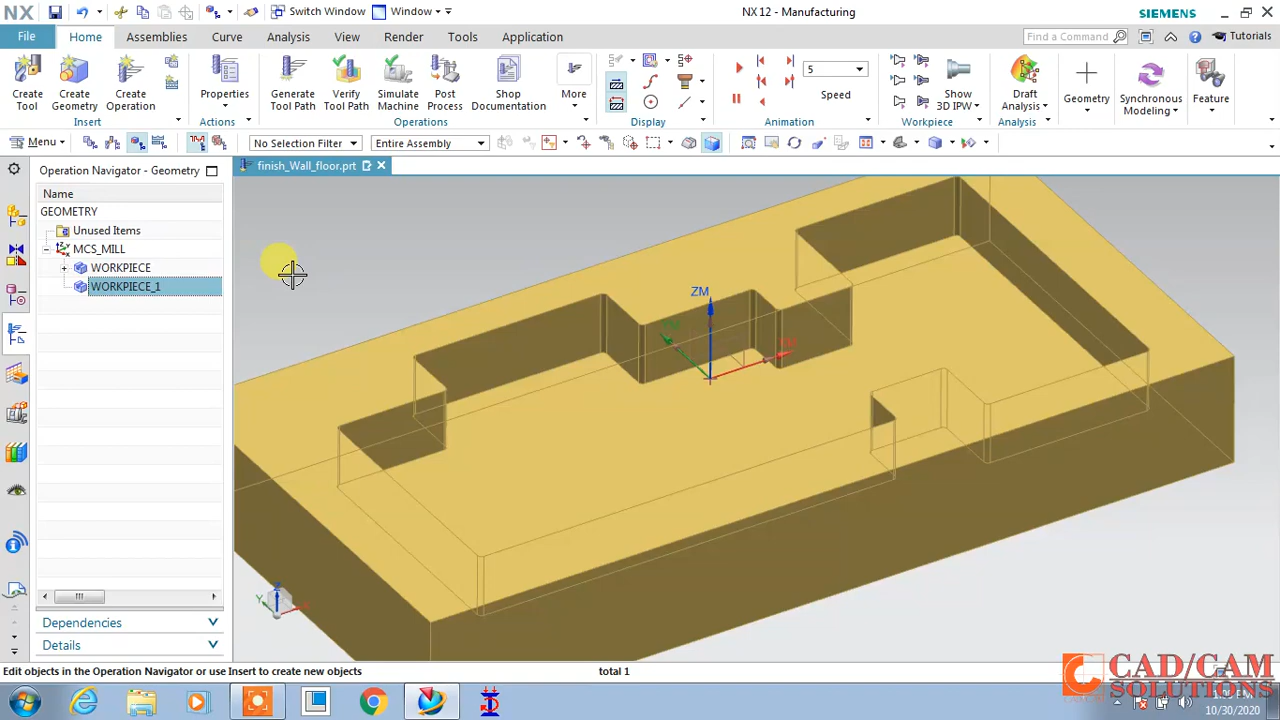 NX
Switch Window
Window
NX 12 - Manufacturing
SIEMENS
File
Home
Assemblies
Curve
Analysis
View
Render
Tools
Application
Find a Command
Tutorials
Create Tool
Create Geometry
Create Operation
Properties
Generate Tool Path
Verify Tool Path
Simulate Machine
Post Process
Shop Documentation
More
5
Speed
Show 3D IPW
Draft Analysis
Geometry
Synchronous Modeling
Feature
Insert
Actions
Operations
Display
Animation
Workpiece
Analysis
Menu
No Selection Filter
Entire Assembly
Operation Navigator - Geometry
finish_Wall_floor.prt
Name
GEOMETRY
Unused Items
MCS_MILL
WORKPIECE
WORKPIECE_1
ZM
Z
Y
Dependencies
Details
Edit objects in the Operation Navigator or use Insert to create new objects
total 1
CAD/CAM
SOLUTIONS
10/30/2020